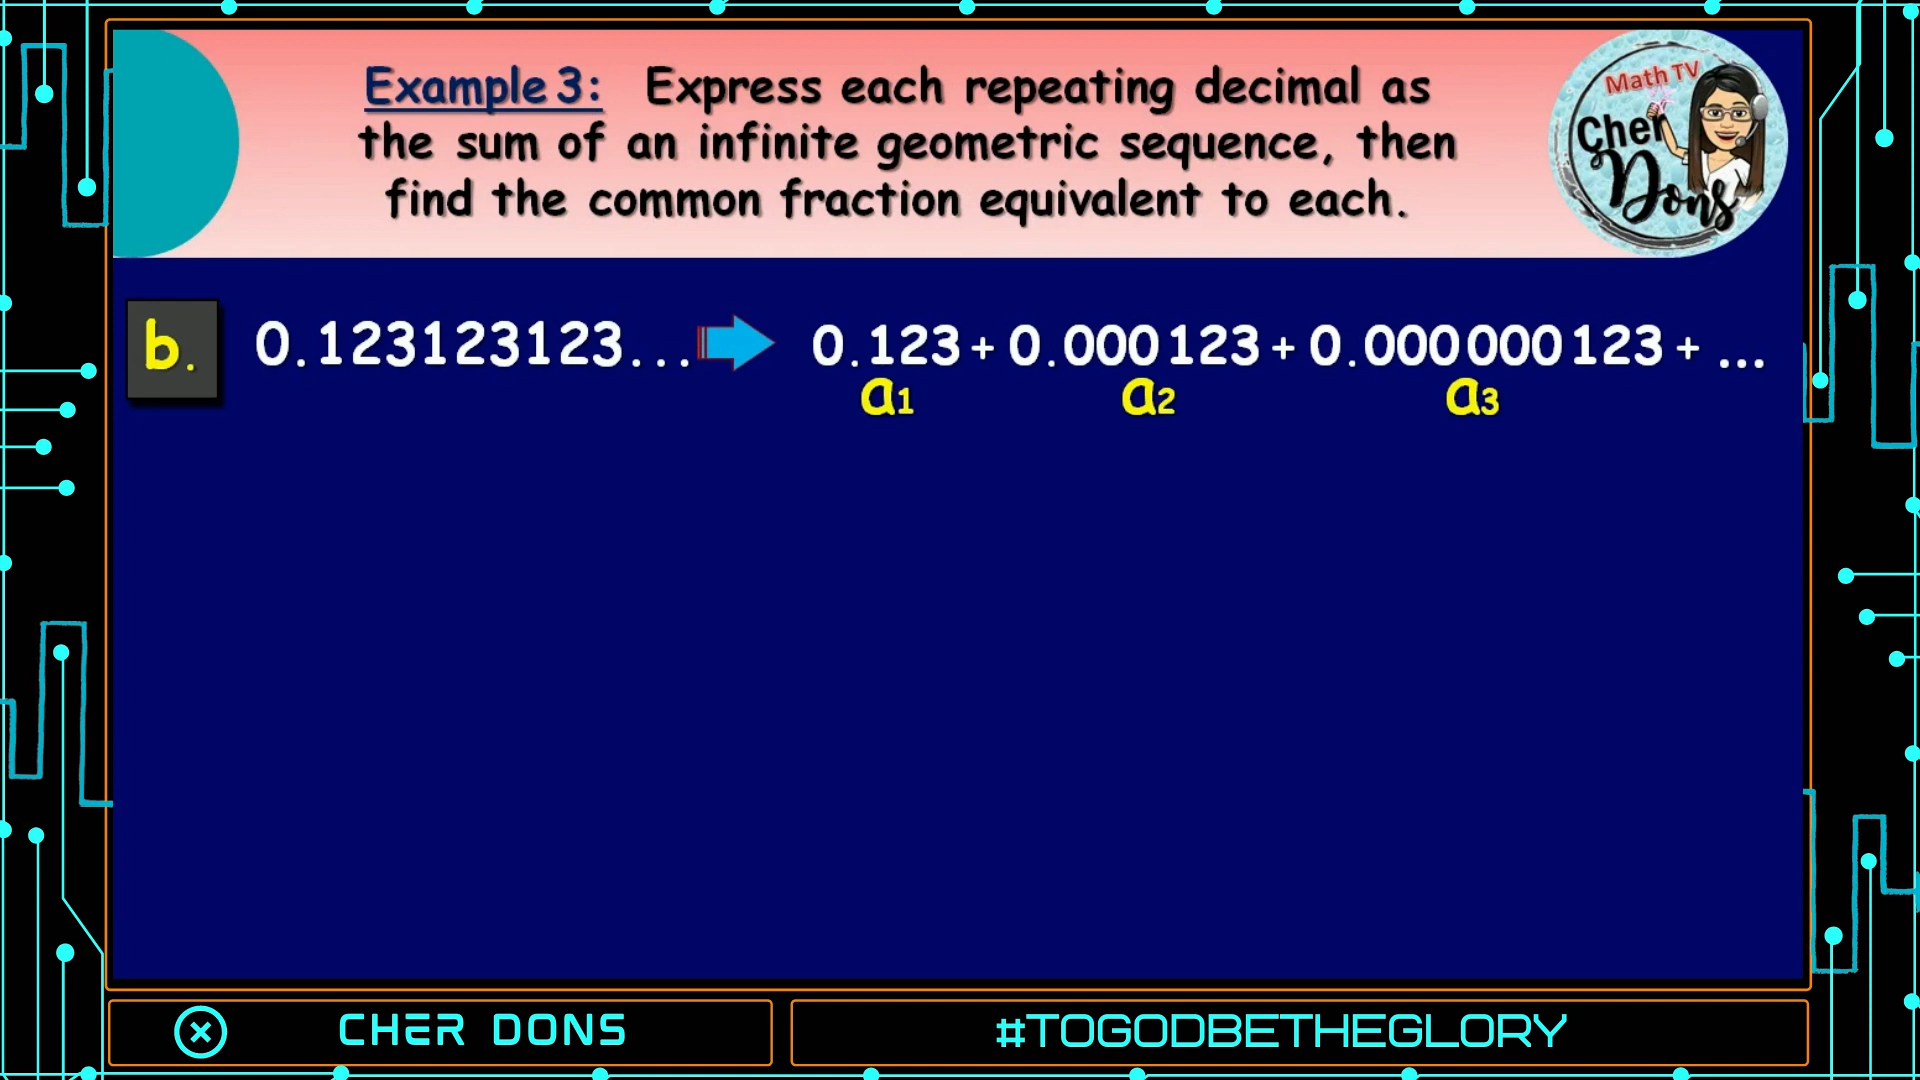 Example 3: Express each repeating decimal as
the sum of an infinite geometric sequence, then
find the common fraction equivalent to each.
Math TV
Cher
Dons
b. 0.123123123... 0.123 + 0.000123 + 0.000000123 + ...
a1 a2 a3
CHER DONS
#TOGODBETHEGLORY